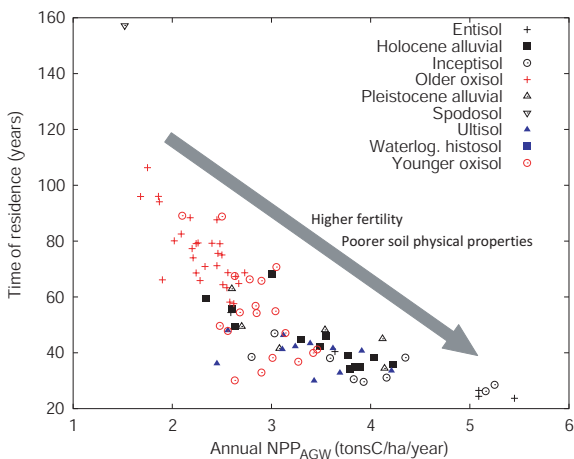 160
140
120
100
80
60
40
20
1 2 3 4 5 6
Time of residence (years)
Annual NPP_AGW (tonsC/ha/year)
Entisol
Holocene alluvial
Inceptisol
Older oxisol
Pleistocene alluvial
Spodosol
Ultisol
Waterlog. histosol
Younger oxisol
Higher fertility
Poorer soil physical properties